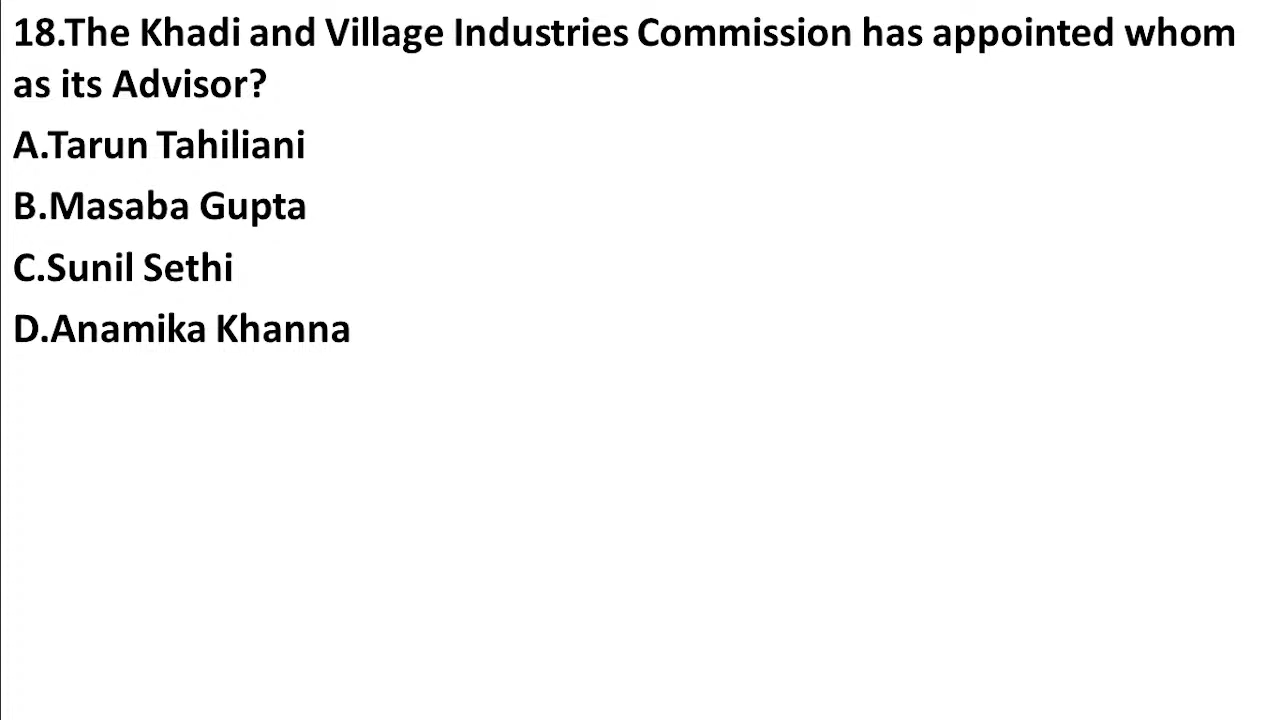 18.The Khadi and Village Industries Commission has appointed whom
as its Advisor?
A.Tarun Tahiliani
B.Masaba Gupta
C.Sunil Sethi
D.Anamika Khanna